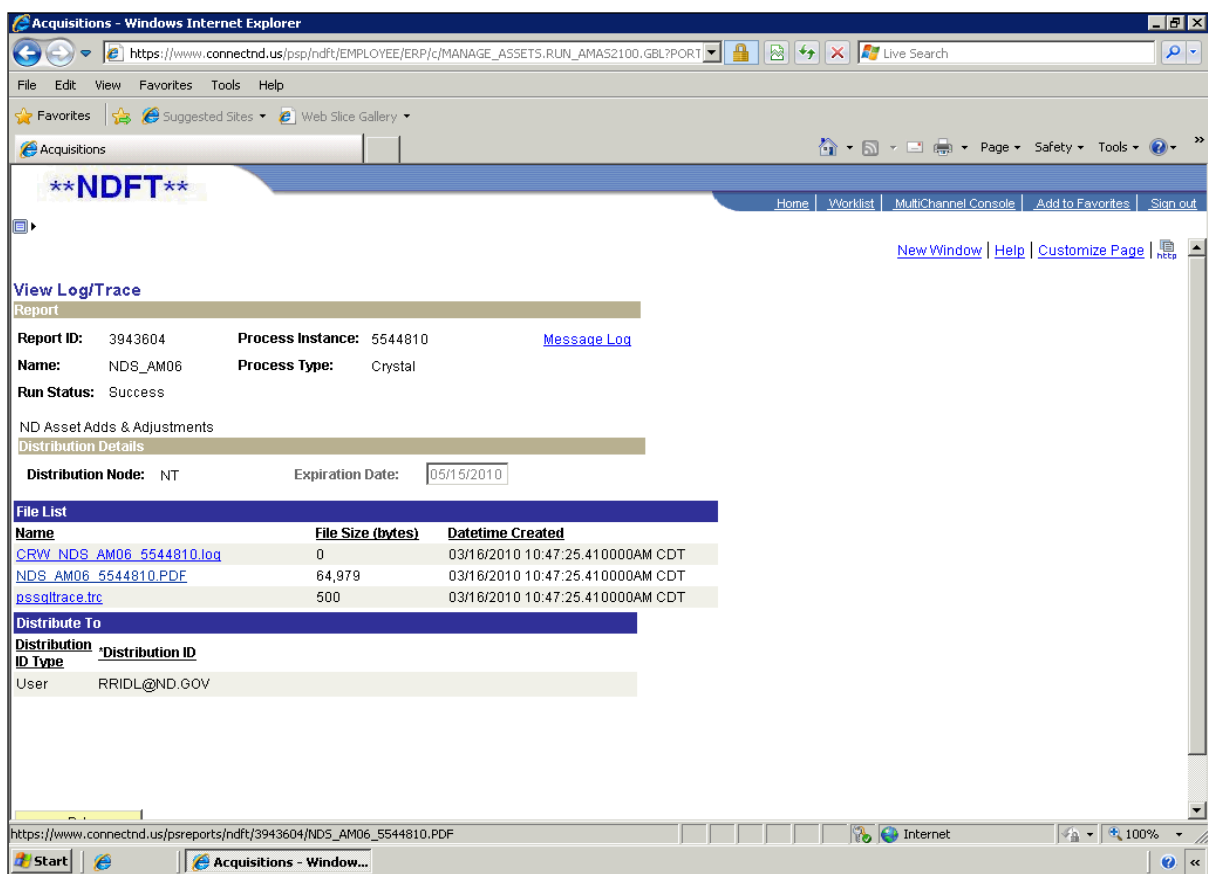 Acquisitions - Windows Internet Explorer
https://www.connectnd.us/psp/ndft/EMPLOYEE/ERP/c/MANAGE_ASSETS.RUN_AMAS2100.GBL?PORT Live Search
File Edit View Favorites Tools Help
Favorites Suggested Sites Web Slice Gallery
Acquisitions Page Safety Tools
**NDFT**
Home Worklist MultiChannel Console Add to Favorites Sign out
New Window | Help | Customize Page | http
View Log/Trace
Report
Report ID: 3943604 Process Instance: 5544810 Message Log
Name: NDS_AM06 Process Type: Crystal
Run Status: Success
ND Asset Adds & Adjustments
Distribution Details
Distribution Node: NT Expiration Date: 05/15/2010
File List
Name File Size (bytes) Datetime Created
CRW_NDS_AM06_5544810.log 0 03/16/2010 10:47:25.410000AM CDT
NDS_AM06_5544810.PDF 64,979 03/16/2010 10:47:25.410000AM CDT
pssqltrace.trc 500 03/16/2010 10:47:25.410000AM CDT
Distribute To
Distribution
ID Type *Distribution ID
User RRIDL@ND.GOV
https://www.connectnd.us/psreports/ndft/3943604/NDS_AM06_5544810.PDF Internet 100%
Start Acquisitions - Window...